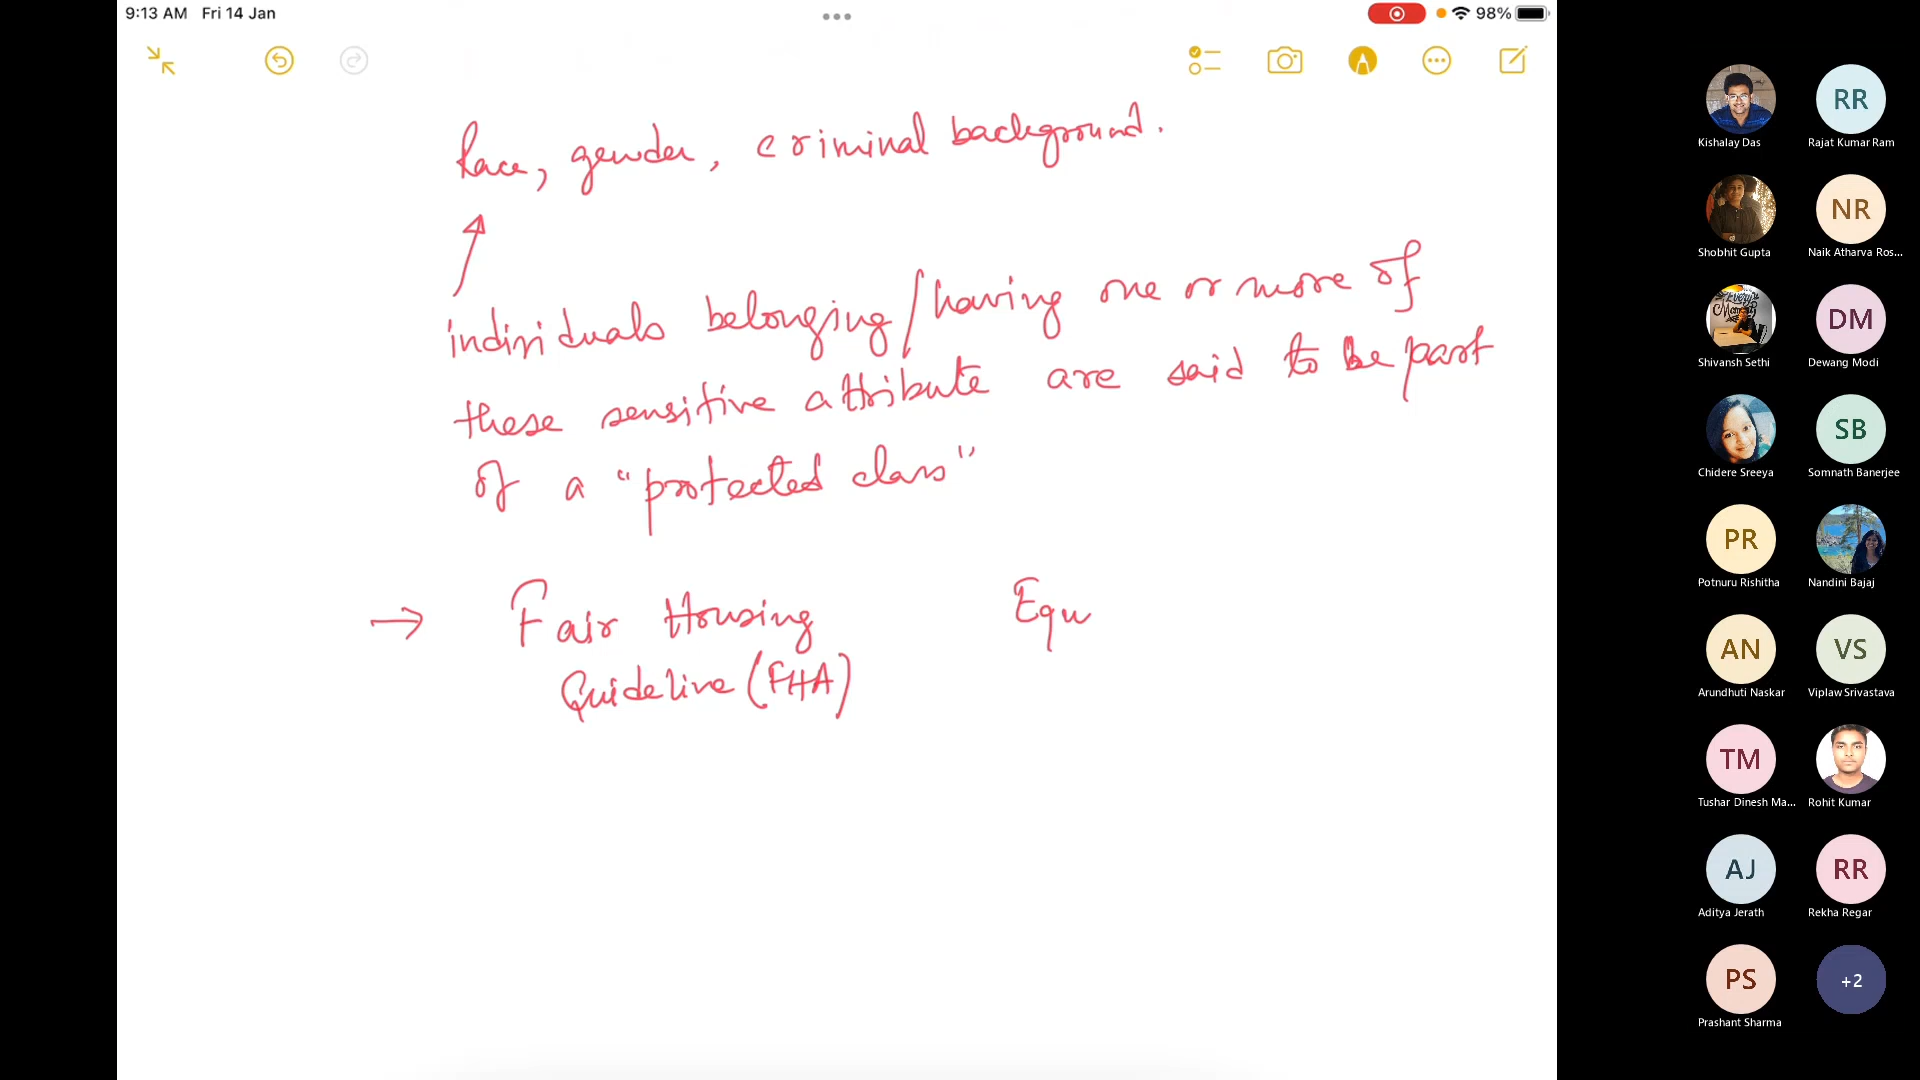 9:13 AM Fri 14 Jan
98%
Race, gender, criminal background.
individuals belonging/having one or more of
these sensitive attribute are said to be part
of a "protected class"
→ Fair Housing Equ
Guideline (FHA)
Kishalay Das
RR
Rajat Kumar Ram
Shobhit Gupta
NR
Naik Atharva Ros...
Shivansh Sethi
DM
Dewang Modi
Chidere Sreeya
SB
Somnath Banerjee
PR
Potnuru Rishitha
Nandini Bajaj
AN
Arundhuti Naskar
VS
Viplaw Srivastava
TM
Tushar Dinesh Ma...
Rohit Kumar
AJ
Aditya Jerath
RR
Rekha Regar
PS
Prashant Sharma
+2